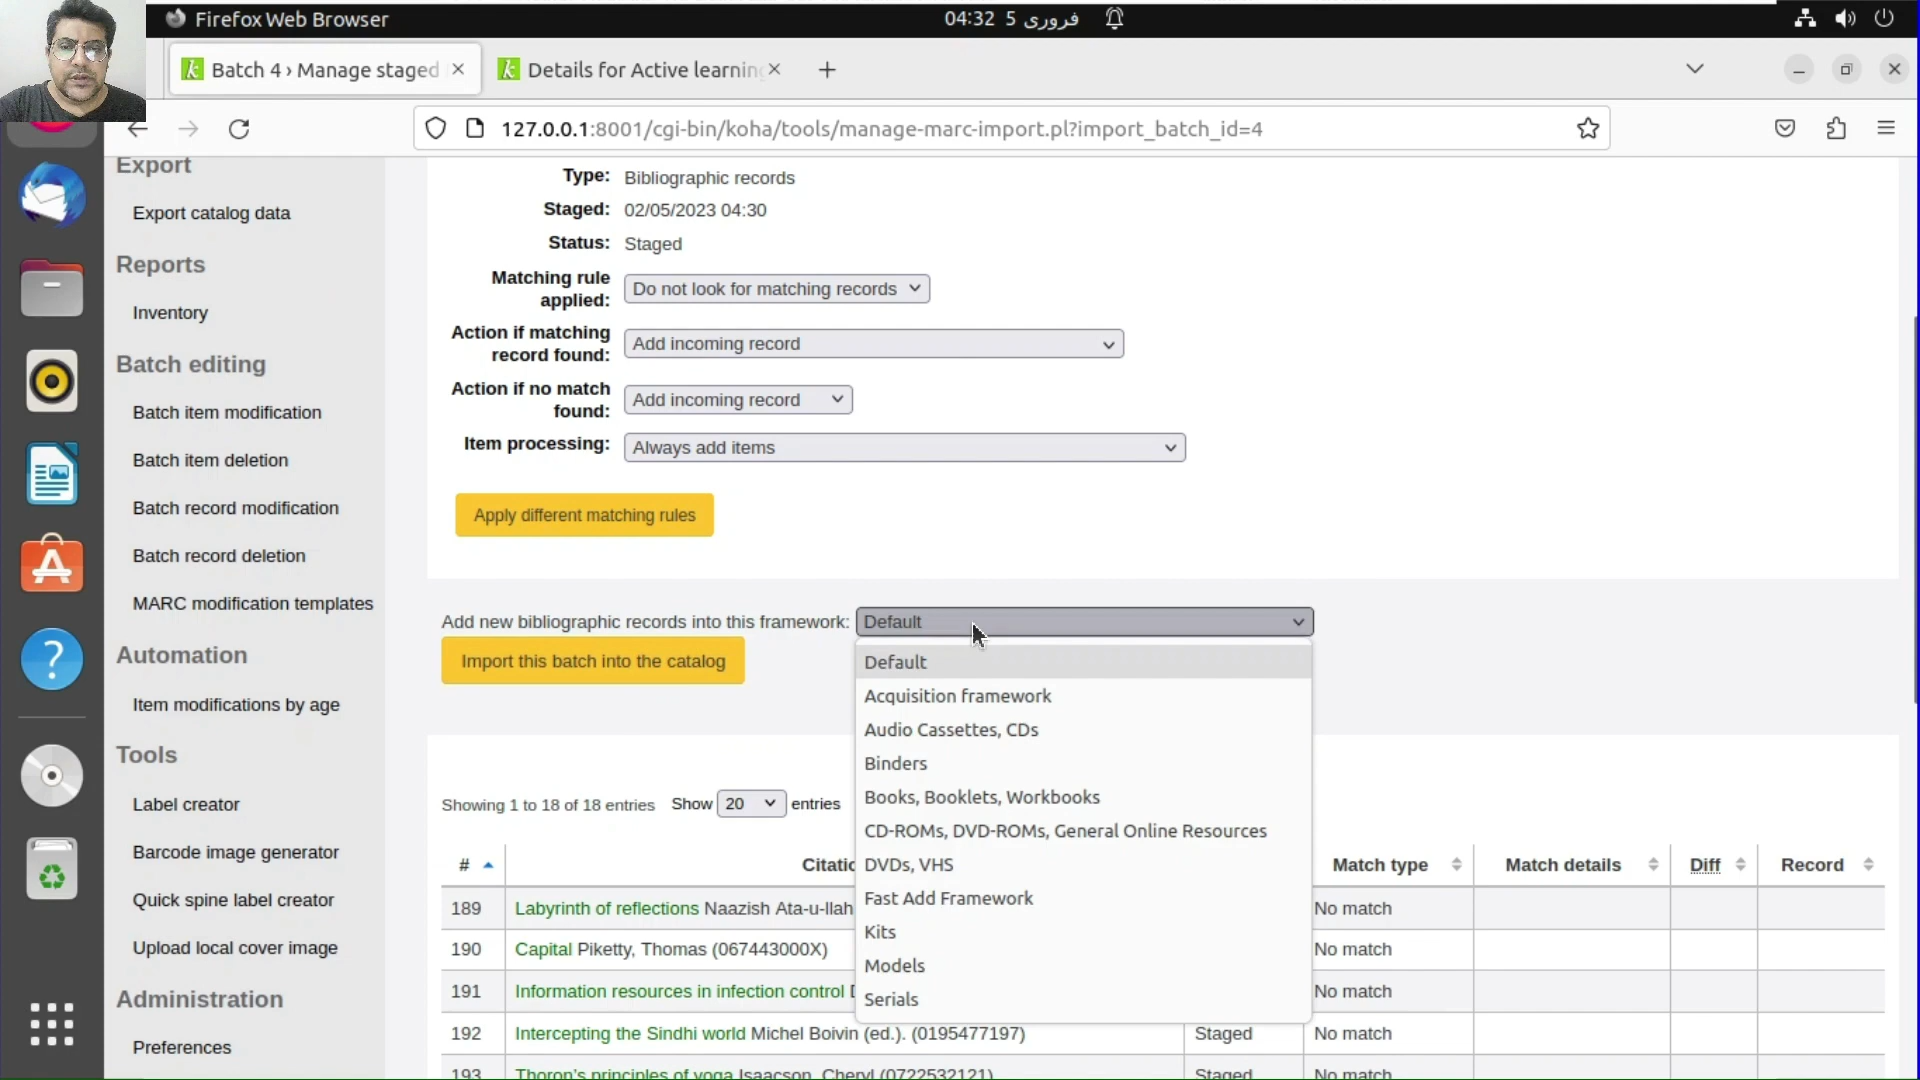 Firefox Web Browser
04:32 5 فروری
Batch 4 › Manage staged
Details for Active learning
127.0.0.1:8001/cgi-bin/koha/tools/manage-marc-import.pl?import_batch_id=4
Export
Export catalog data
Reports
Inventory
Batch editing
Batch item modification
Batch item deletion
Batch record modification
Batch record deletion
MARC modification templates
Automation
Item modifications by age
Tools
Label creator
Barcode image generator
Quick spine label creator
Upload local cover image
Administration
Preferences
Type: Bibliographic records
Staged: 02/05/2023 04:30
Status: Staged
Matching rule applied: Do not look for matching records
Action if matching record found: Add incoming record
Action if no match found: Add incoming record
Item processing: Always add items
Apply different matching rules
Add new bibliographic records into this framework: Default
Import this batch into the catalog
Default
Acquisition framework
Audio Cassettes, CDs
Binders
Books, Booklets, Workbooks
CD-ROMs, DVD-ROMs, General Online Resources
DVDs, VHS
Fast Add Framework
Kits
Models
Serials
Showing 1 to 18 of 18 entries Show 20 entries
# Citatio Match type Match details Diff Record
189 Labyrinth of reflections Naazish Ata-u-llah No match
190 Capital Piketty, Thomas (067443000X) No match
191 Information resources in infection control No match
192 Intercepting the Sindhi world Michel Boivin (ed.). (0195477197) Staged No match
193 Thoron's principles of yoga Isaacson, Cheryl (0722532121) Staged No match